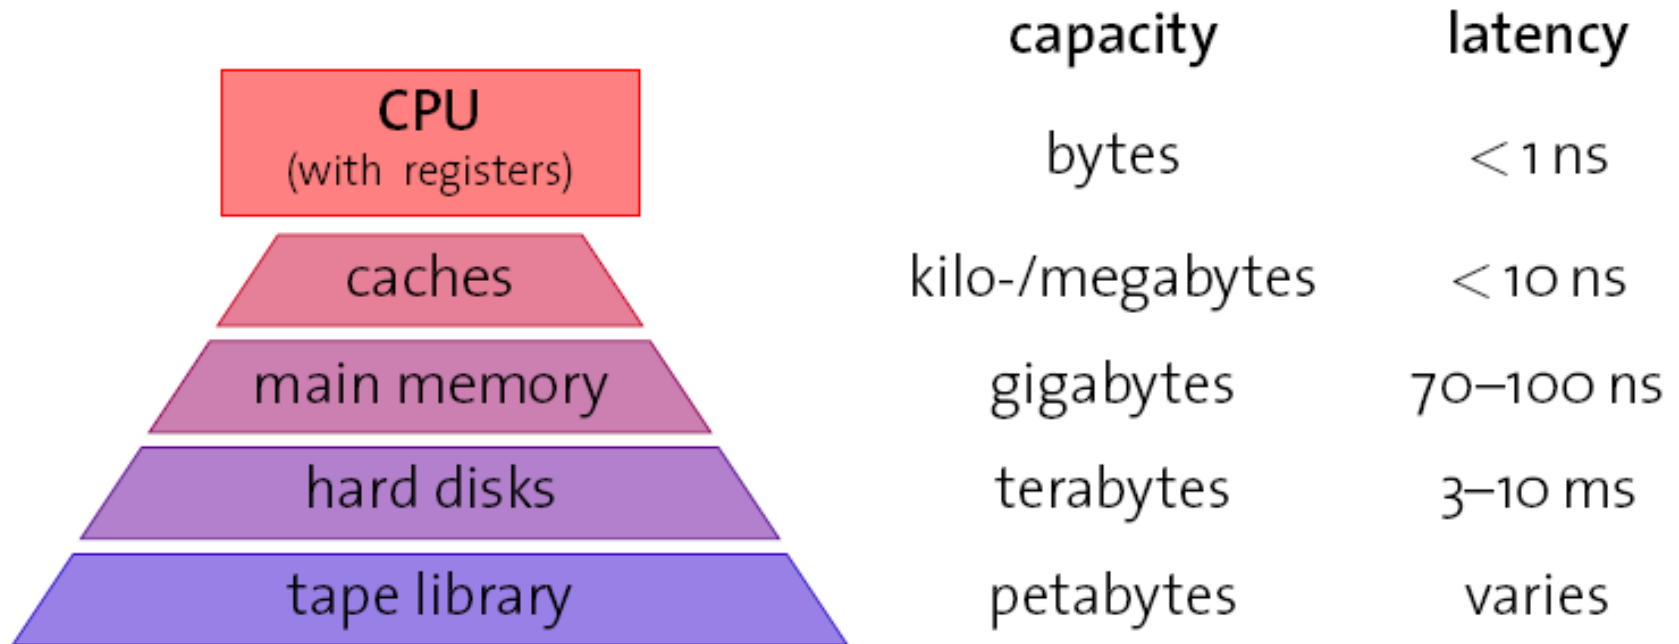 capacity latency
CPU
(with registers) bytes < 1 ns
caches kilo-/megabytes < 10 ns
main memory gigabytes 70–100 ns
hard disks terabytes 3–10 ms
tape library petabytes varies